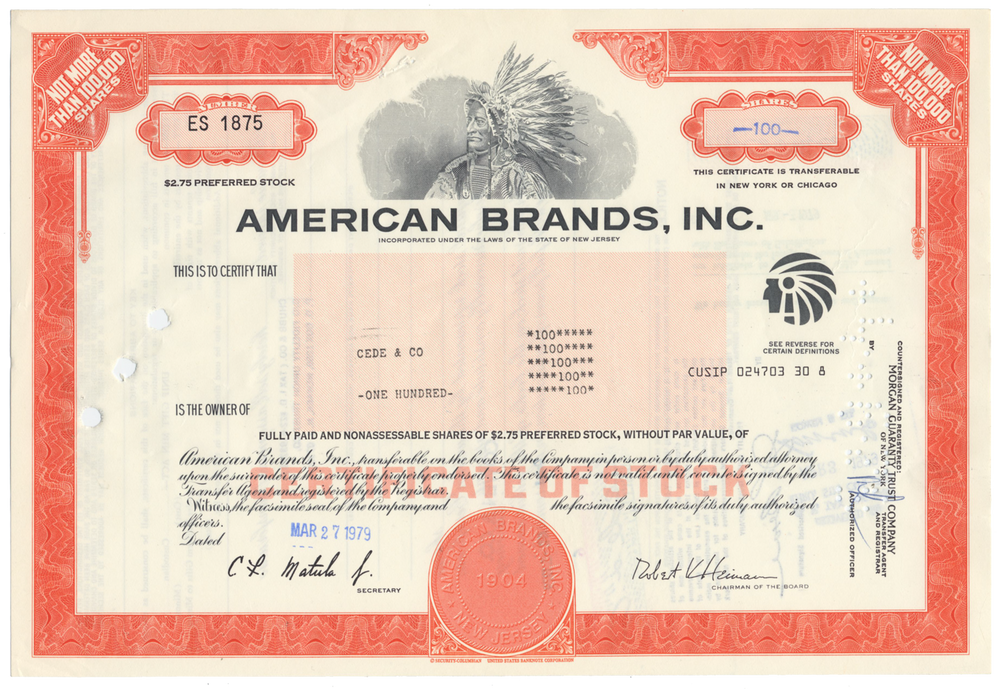 NOT MORE
THAN 100,000
SHARES
NOT MORE
THAN 100,000
SHARES
NUMBER
ES 1875
SHARES
—100—
$2.75 PREFERRED STOCK
THIS CERTIFICATE IS TRANSFERABLE
IN NEW YORK OR CHICAGO
AMERICAN BRANDS, INC.
INCORPORATED UNDER THE LAWS OF THE STATE OF NEW JERSEY
THIS IS TO CERTIFY THAT
CEDE & CO
-ONE HUNDRED-
*100*****
**100****
***100***
****100**
*****100*
SEE REVERSE FOR
CERTAIN DEFINITIONS
CUSIP 024703 30 8
IS THE OWNER OF
FULLY PAID AND NONASSESSABLE SHARES OF $2.75 PREFERRED STOCK, WITHOUT PAR VALUE, OF
CERTIFICATE OF STOCK
American Brands, Inc., transferable on the books of the Company in person or by duly authorized attorney
upon the surrender of this certificate properly endorsed. This certificate is not valid until countersigned by the
Transfer Agent and registered by the Registrar.
Witness, the facsimile seal of the Company and the facsimile signatures of its duly authorized
officers.
Dated
MAR 27 1979
C. L. Matula Jr.
SECRETARY
AMERICAN BRANDS, INC.
1904
NEW JERSEY
Robert K Heimann
CHAIRMAN OF THE BOARD
COUNTERSIGNED AND REGISTERED:
MORGAN GUARANTY TRUST COMPANY
OF NEW YORK
TRANSFER AGENT
AND REGISTRAR
BY
AUTHORIZED OFFICER
© SECURITY-COLUMBIAN UNITED STATES BANKNOTE CORPORATION